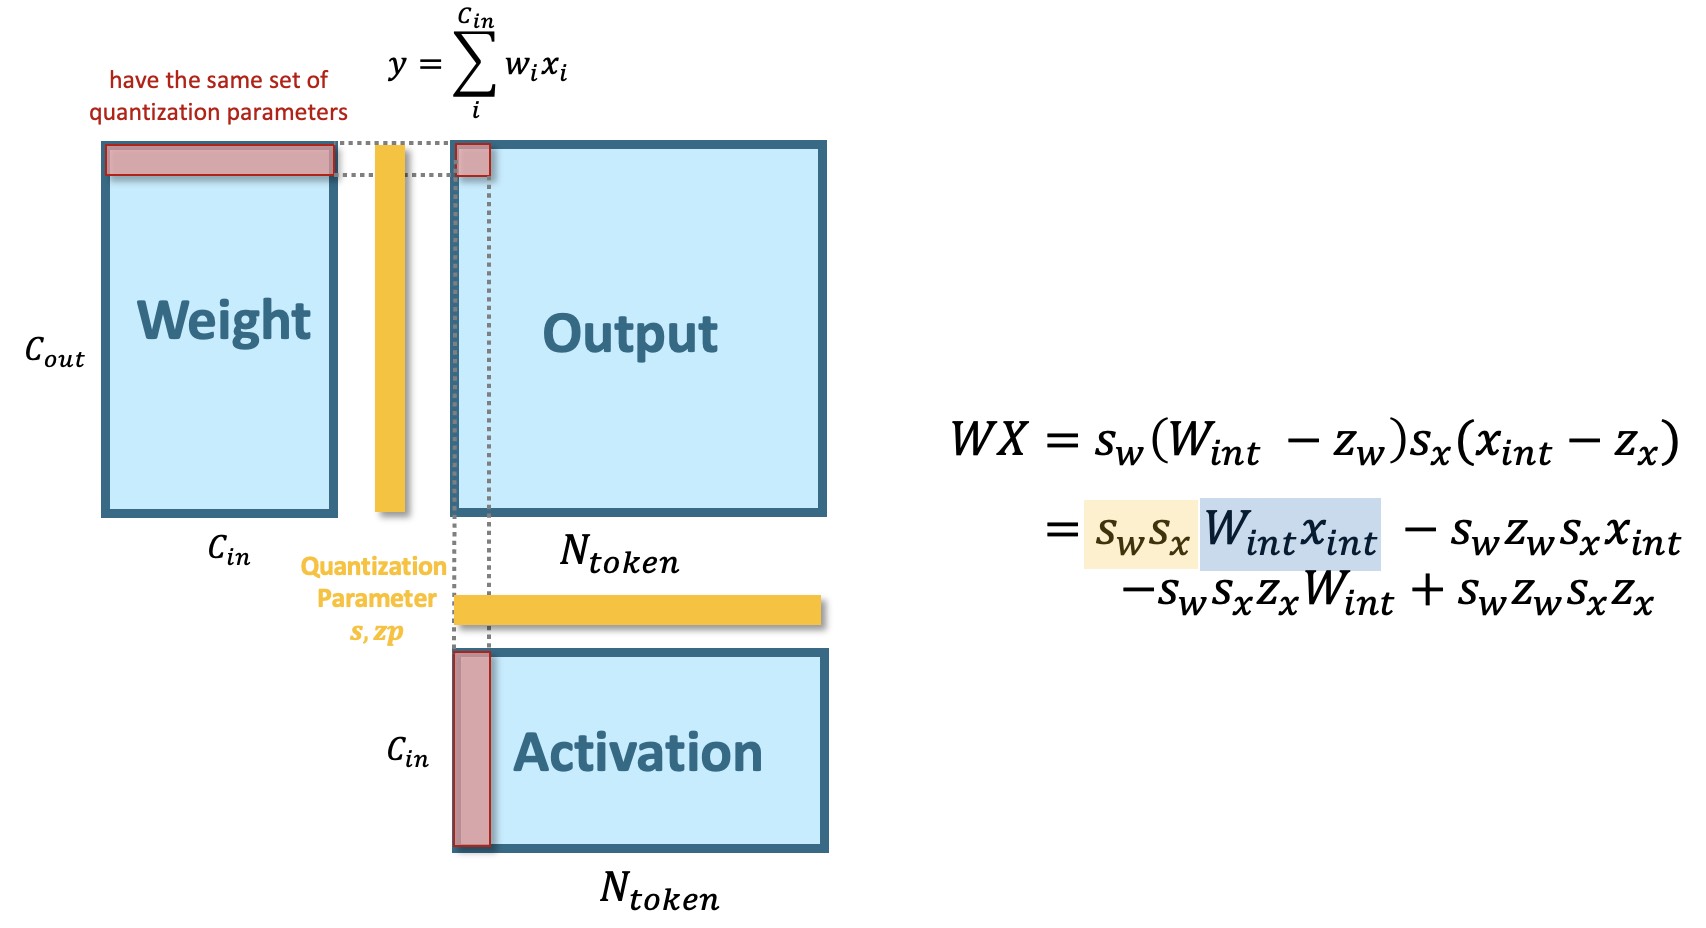 y = \sum_{i}^{C_{in}} w_i x_i
have the same set of
quantization parameters
Weight
Output
C_{out}
C_{in}
N_{token}
Quantization
Parameter
s, zp
C_{in}
Activation
N_{token}
WX = s_w(W_{int} − z_w)s_x(x_{int} − z_x)
= s_w s_x W_{int} x_{int} − s_w z_w s_x x_{int}
−s_w s_x z_x W_{int} + s_w z_w s_x z_x